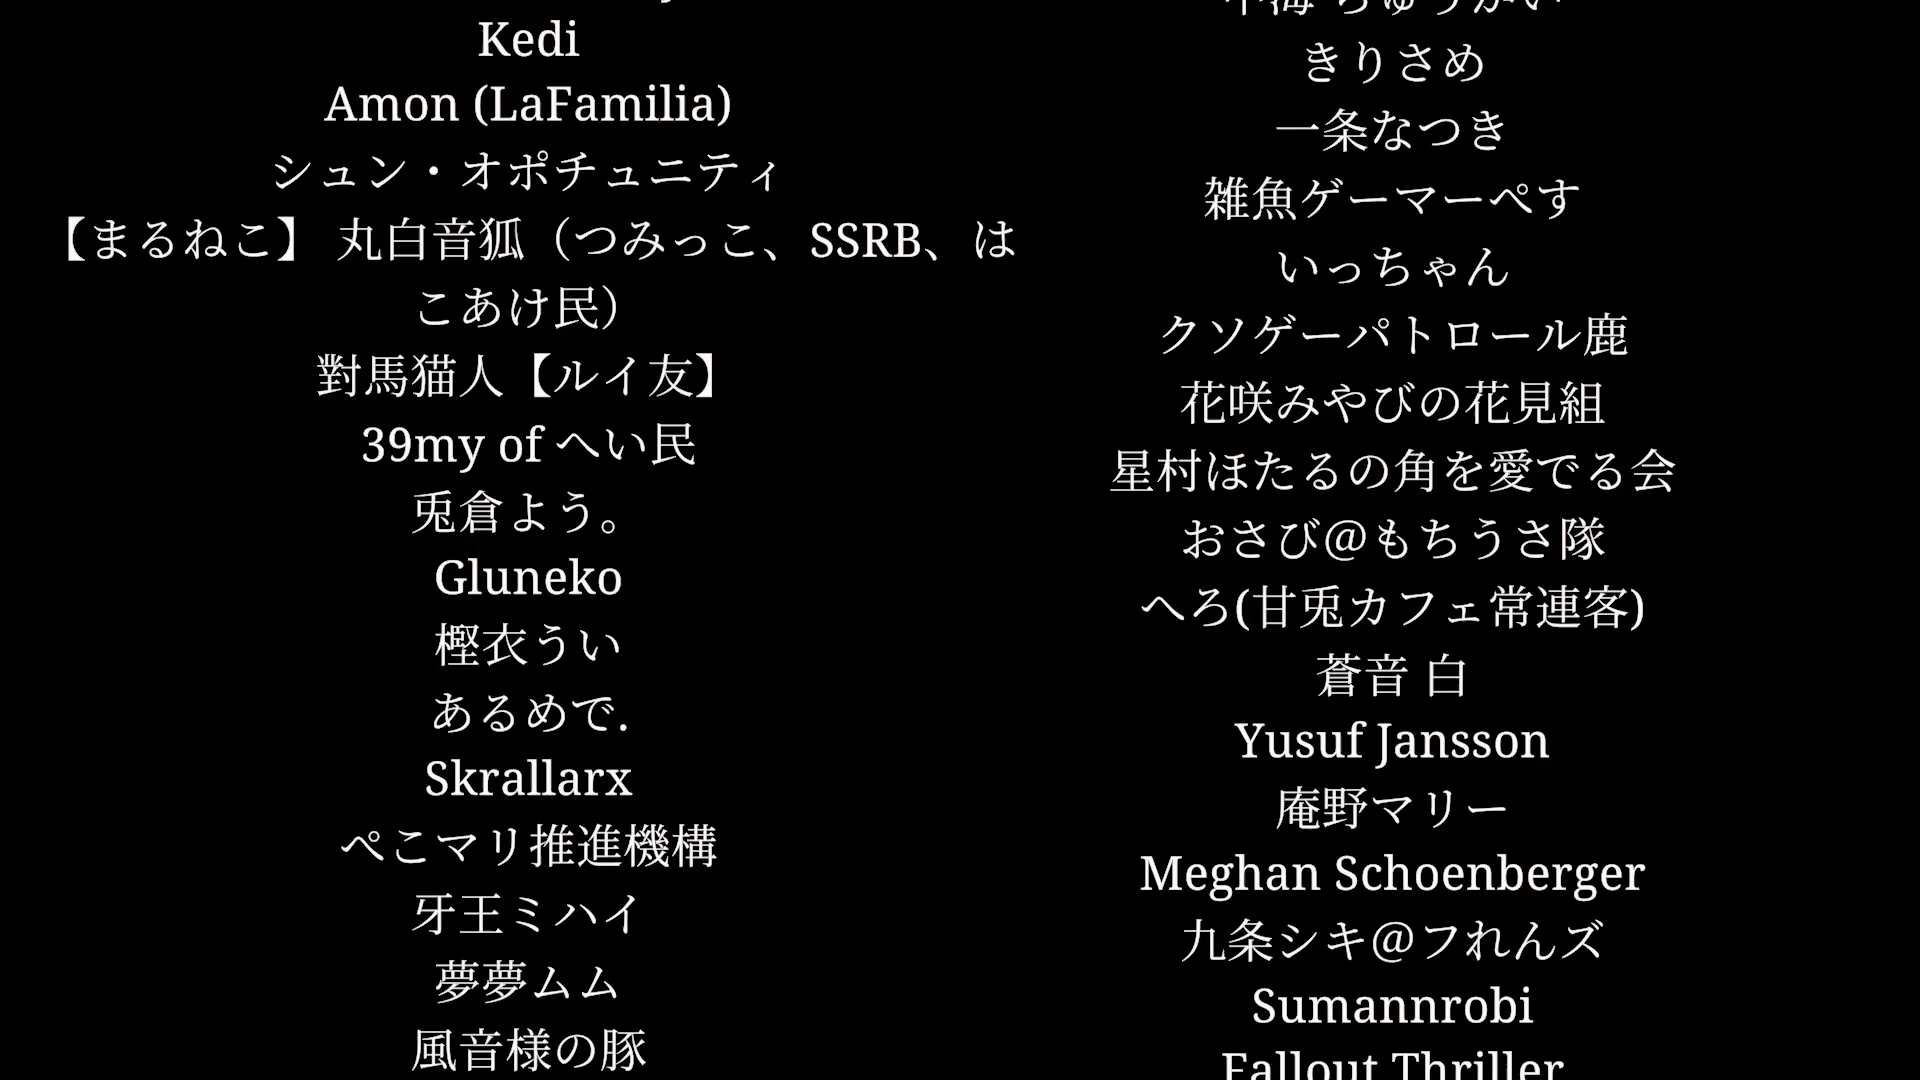 Kedi
Amon (LaFamilia)
シュン・オポチュニティ
【まるねこ】 丸白音狐（つみっこ、SSRB、は
こあけ民）
對馬猫人【ルイ友】
39my of へい民
兎倉よう。
Gluneko
樫衣うい
あるめで.
Skrallarx
ぺこマリ推進機構
牙王ミハイ
夢夢ムム
風音様の豚
きりさめ
一条なつき
雑魚ゲーマーぺす
いっちゃん
クソゲーパトロール鹿
花咲みやびの花見組
星村ほたるの角を愛でる会
おさび@もちうさ隊
へろ(甘兎カフェ常連客)
蒼音 白
Yusuf Jansson
庵野マリー
Meghan Schoenberger
九条シキ@フれんズ
Sumannrobi
Fallout Thriller